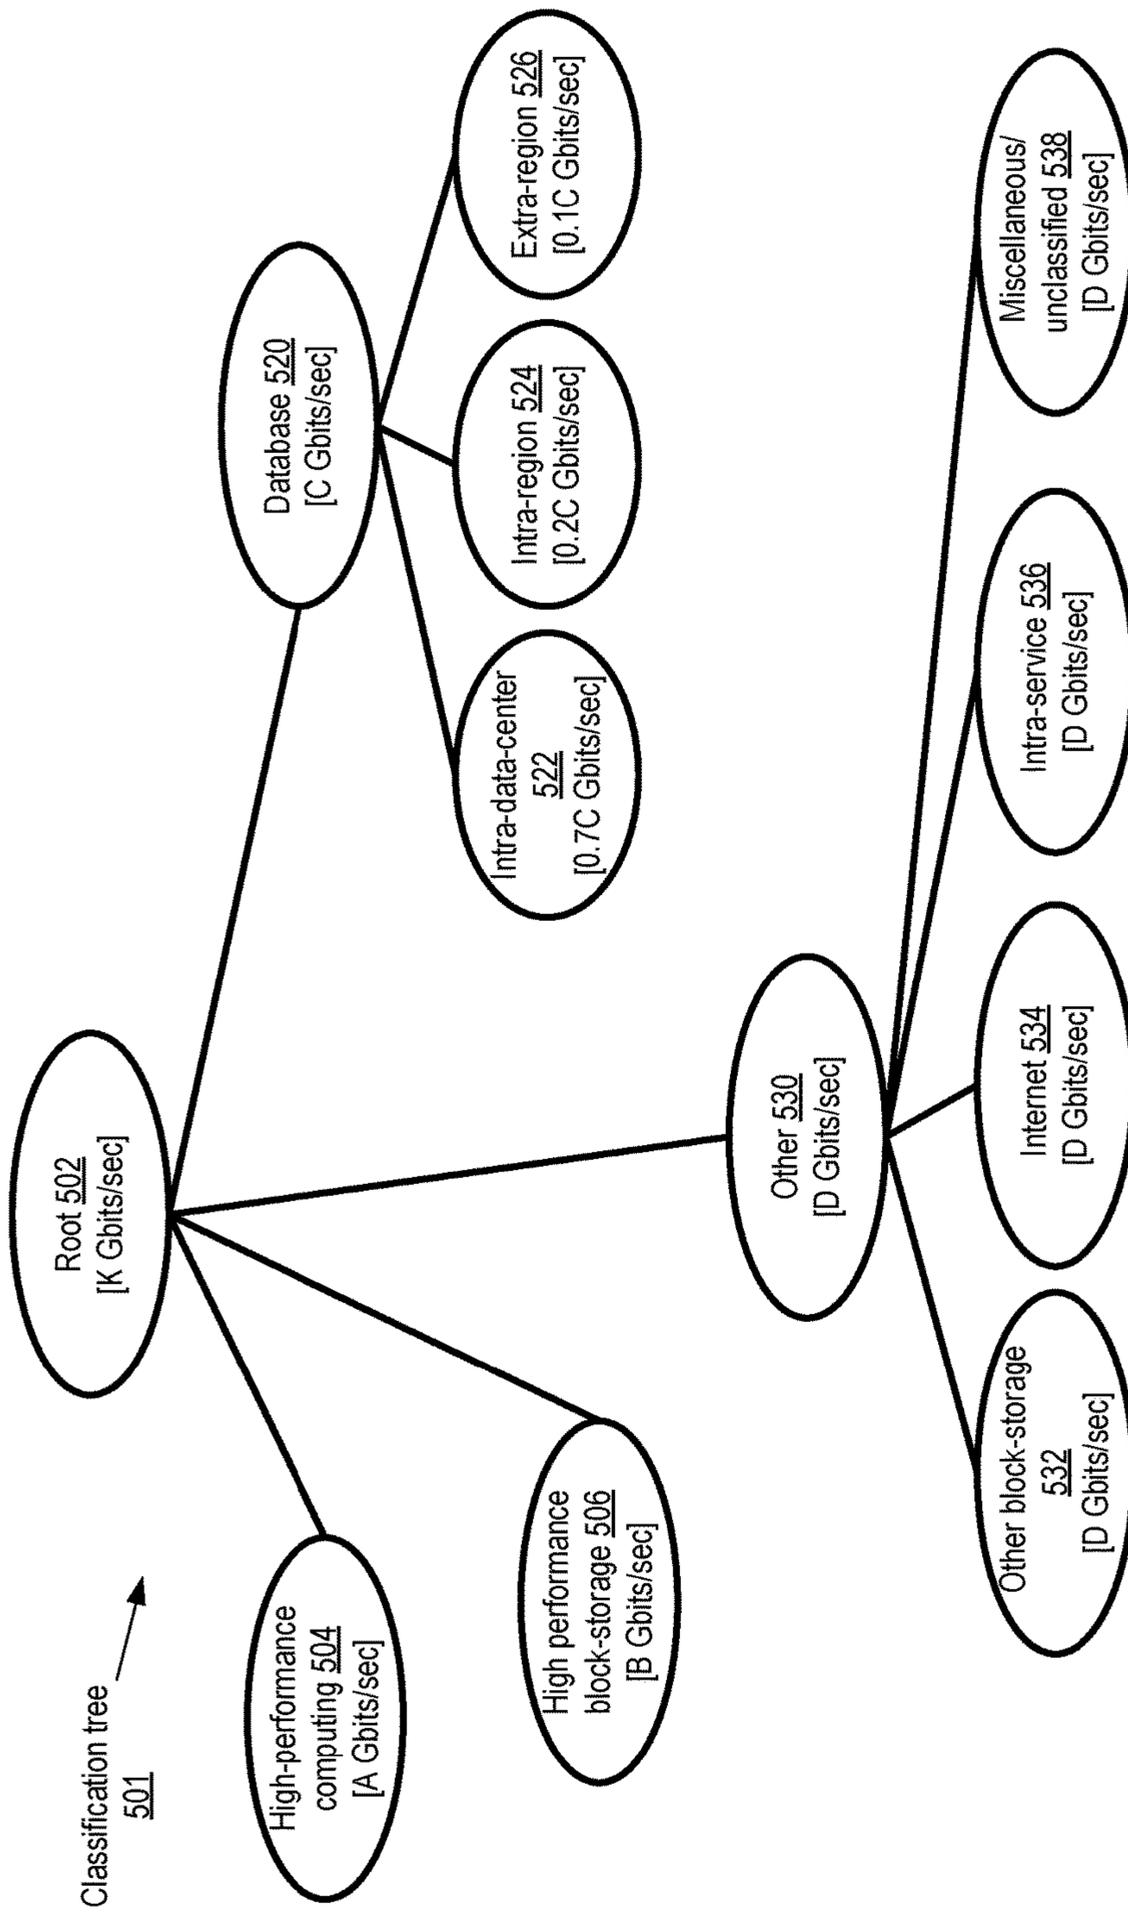 Classification tree
501
Root 502
[K Gbits/sec]
High-performance
computing 504
[A Gbits/sec]
High performance
block-storage 506
[B Gbits/sec]
Database 520
[C Gbits/sec]
Intra-data-center
522
[0.7C Gbits/sec]
Intra-region 524
[0.2C Gbits/sec]
Extra-region 526
[0.1C Gbits/sec]
Other 530
[D Gbits/sec]
Other block-storage
532
[D Gbits/sec]
Internet 534
[D Gbits/sec]
Intra-service 536
[D Gbits/sec]
Miscellaneous/
unclassified 538
[D Gbits/sec]